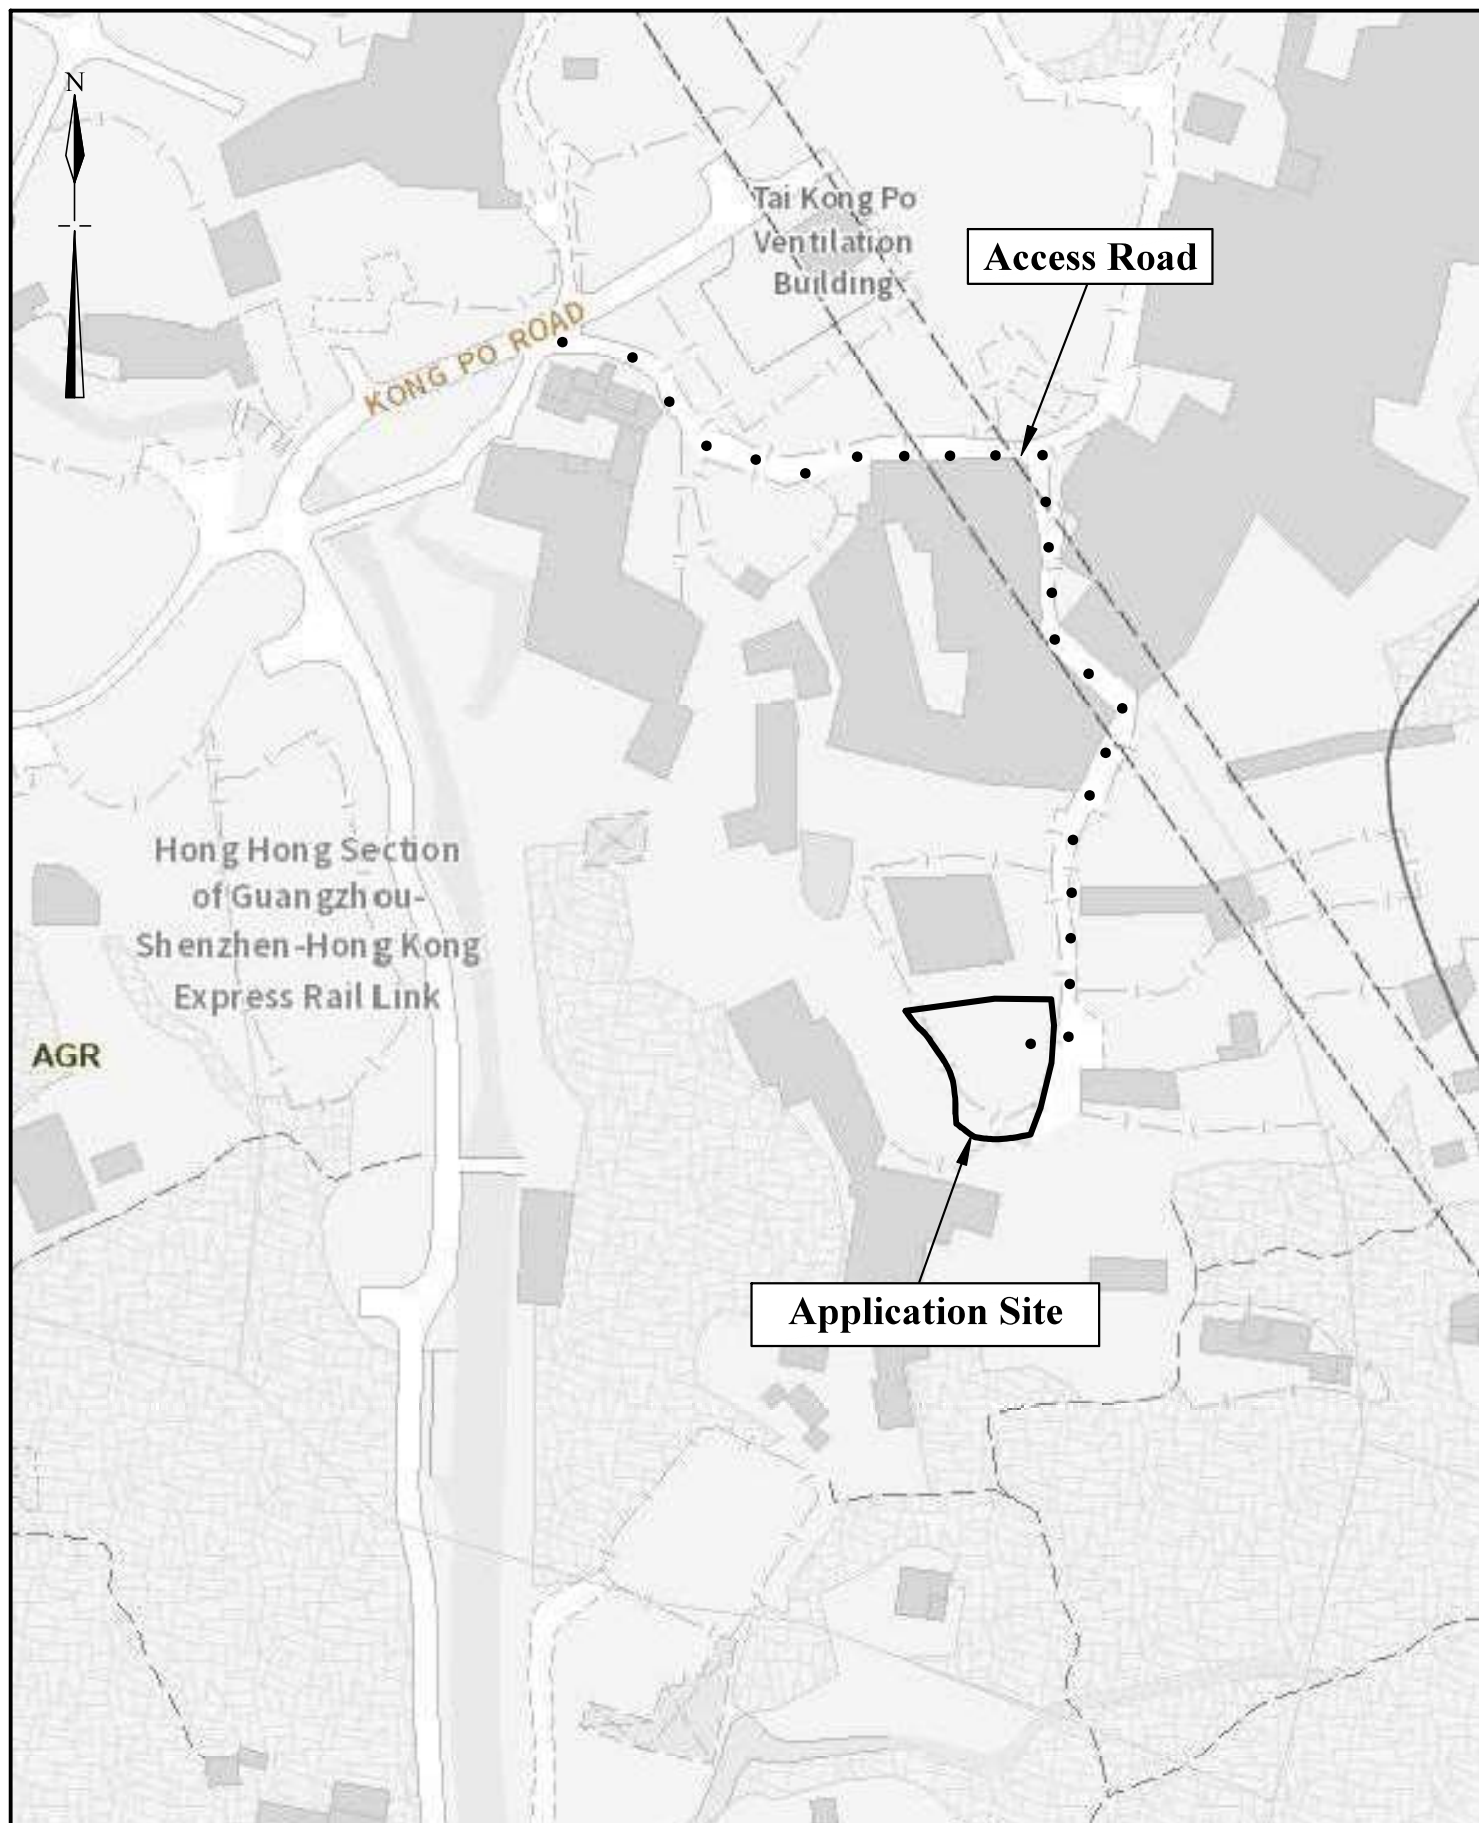 N
Tai Kong Po
Ventilation
Building
Access Road
KONG PO ROAD
Hong Hong Section
of Guangzhou-
Shenzhen-Hong Kong
Express Rail Link
AGR
Application Site